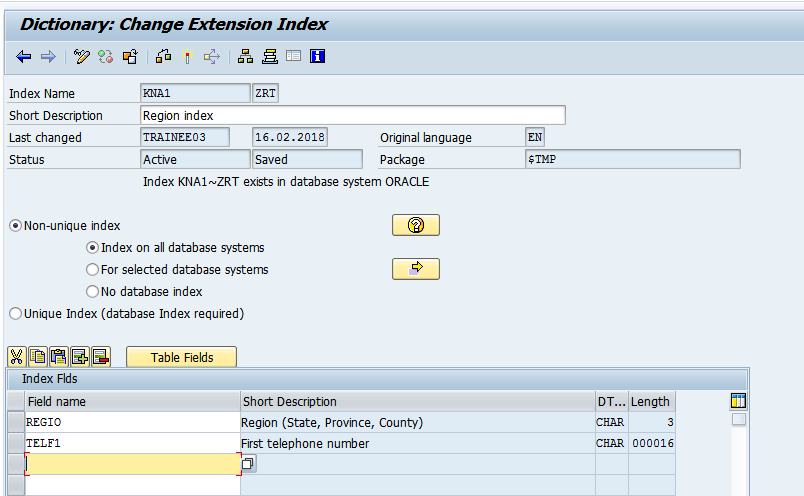 Dictionary: Change Extension Index
Index Name KNA1 ZRT
Short Description Region index
Last changed TRAINEE03 16.02.2018 Original language EN
Status Active Saved Package $TMP
Index KNA1~ZRT exists in database system ORACLE
Non-unique index
Index on all database systems
For selected database systems
No database index
Unique Index (database Index required)
Table Fields
Index Flds
Field name Short Description DT... Length
REGIO Region (State, Province, County) CHAR 3
TELF1 First telephone number CHAR 000016